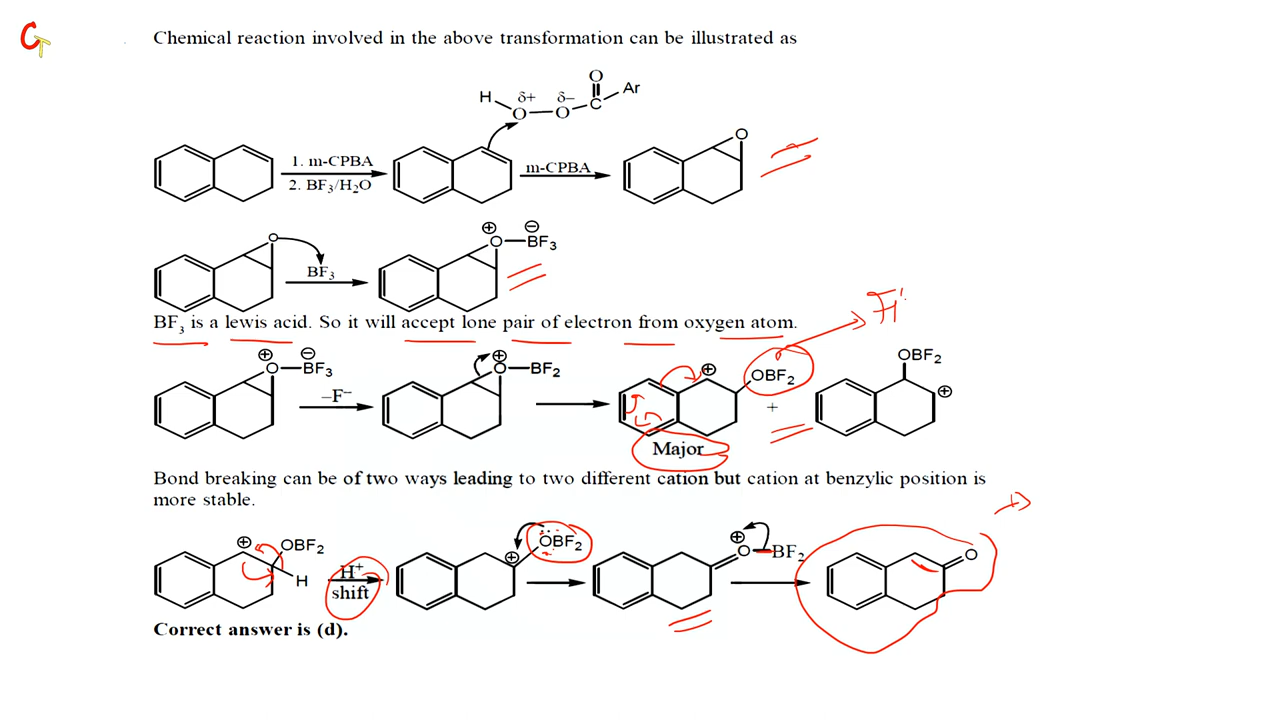 CT
Chemical reaction involved in the above transformation can be illustrated as
H δ+ O—O δ− C O Ar
1. m-CPBA
2. BF₃/H₂O
m-CPBA
O
O
BF₃
⊕ O—BF₃ ⊖
BF₃ is a lewis acid. So it will accept lone pair of electron from oxygen atom.
⊕ O—BF₃ ⊖
–F⁻
⊕ O—BF₂
⊕ OBF₂
+
OBF₂ ⊕
Major
Bond breaking can be of two ways leading to two different cation but cation at benzylic position is
more stable.
⊕ OBF₂ H
H⁺
shift
⊕ OBF₂
⊕ O—BF₂
O
Correct answer is (d).